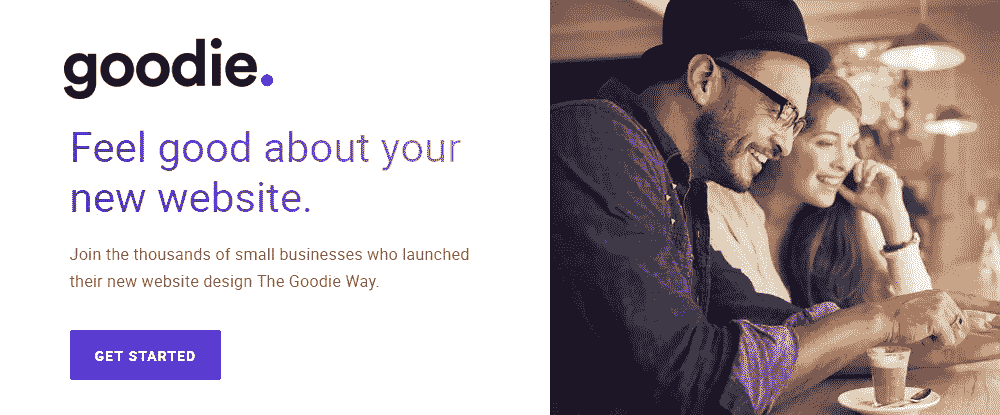 goodie.
Feel good about your
new website.
Join the thousands of small businesses who launched
their new website design The Goodie Way.
GET STARTED